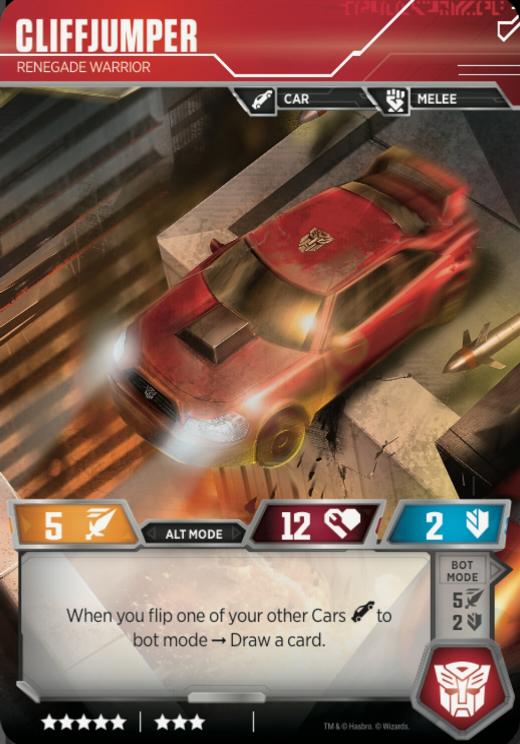 CLIFFJUMPER
RENEGADE WARRIOR
CAR MELEE
5 12 2
ALT MODE
BOT
MODE
5
2
When you flip one of your other Cars to
bot mode → Draw a card.
TM & © Hasbro. © Wizards.